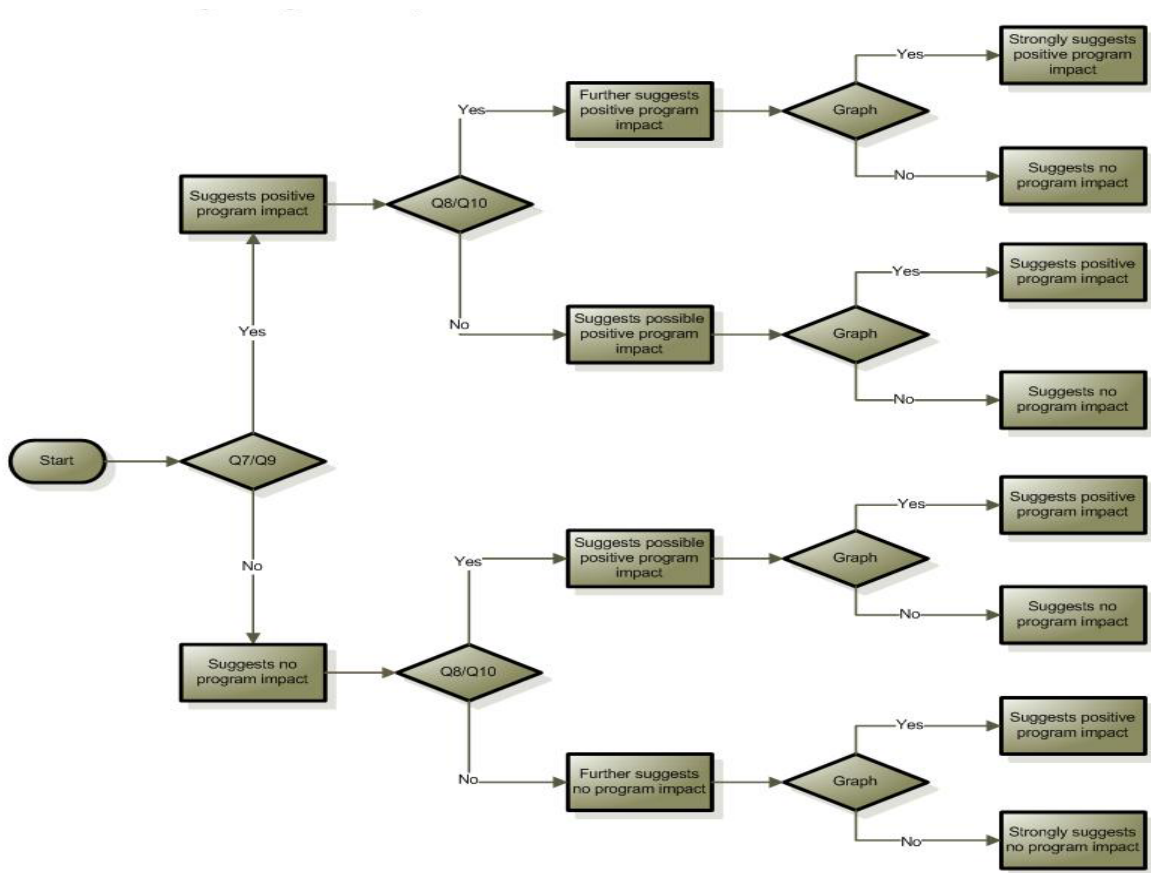 Strongly suggests
positive program
impact
Yes
Further suggests
positive program
impact
Graph
Yes
No
Suggests no
program impact
Suggests positive
program impact
Q8/Q10
Yes
Suggests positive
program impact
No
Suggests possible
positive program
impact
Graph
Yes
No
Suggests no
program impact
Start
Q7/Q9
Yes
Suggests positive
program impact
Suggests possible
positive program
impact
Graph
No
Yes
No
Suggests no
program impact
Suggests no
program impact
Q8/Q10
Yes
Suggests positive
program impact
No
Further suggests
no program impact
Graph
No
Strongly suggests
no program impact